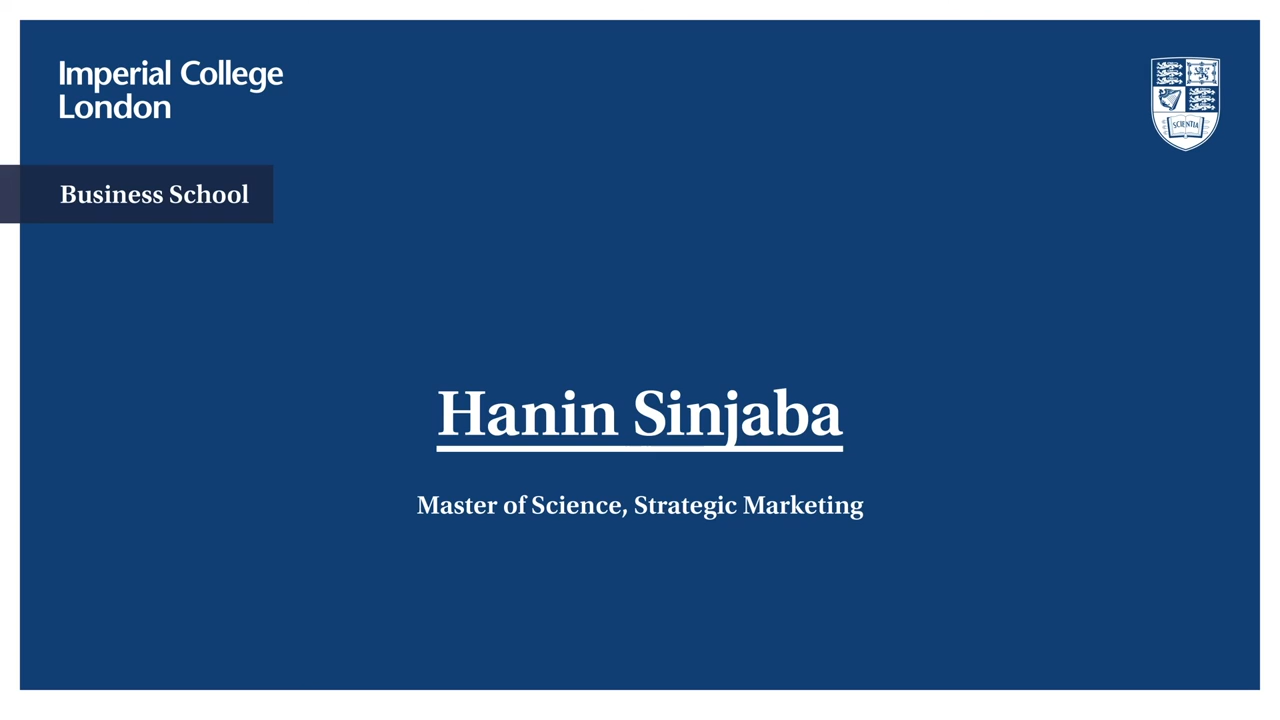 Imperial College
London
SCIENTIA
Business School
Hanin Sinjaba
Master of Science, Strategic Marketing